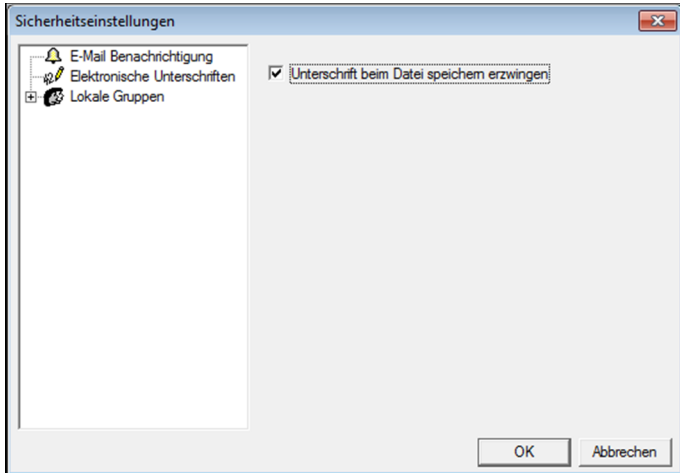 Sicherheitseinstellungen
E-Mail Benachrichtigung
Elektronische Unterschriften
Lokale Gruppen
Unterschrift beim Datei speichern erzwingen
OK
Abbrechen